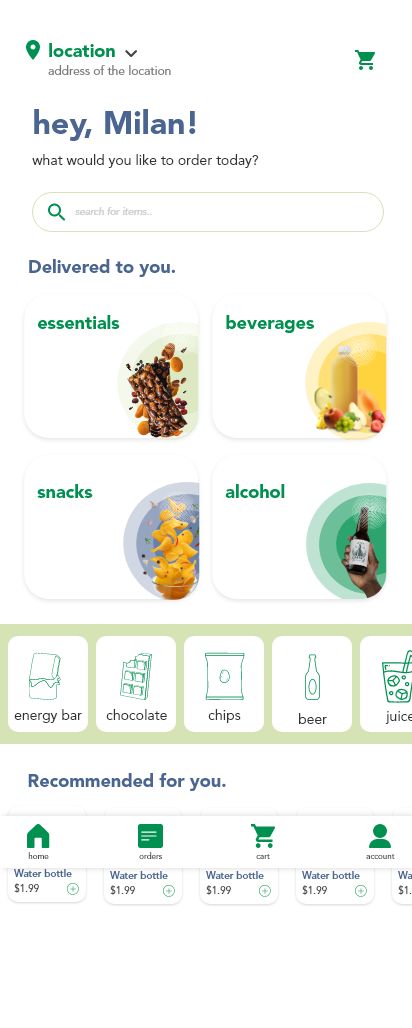 location
address of the location
hey, Milan!
what would you like to order today?
search for items..
Delivered to you.
essentials
beverages
snacks
alcohol
energy bar
chocolate
chips
beer
juice
Recommended for you.
home
orders
cart
account
Water bottle
Water bottle
Water bottle
Water bottle
Wat
$1.99
$1.99
$1.99
$1.99
$1.